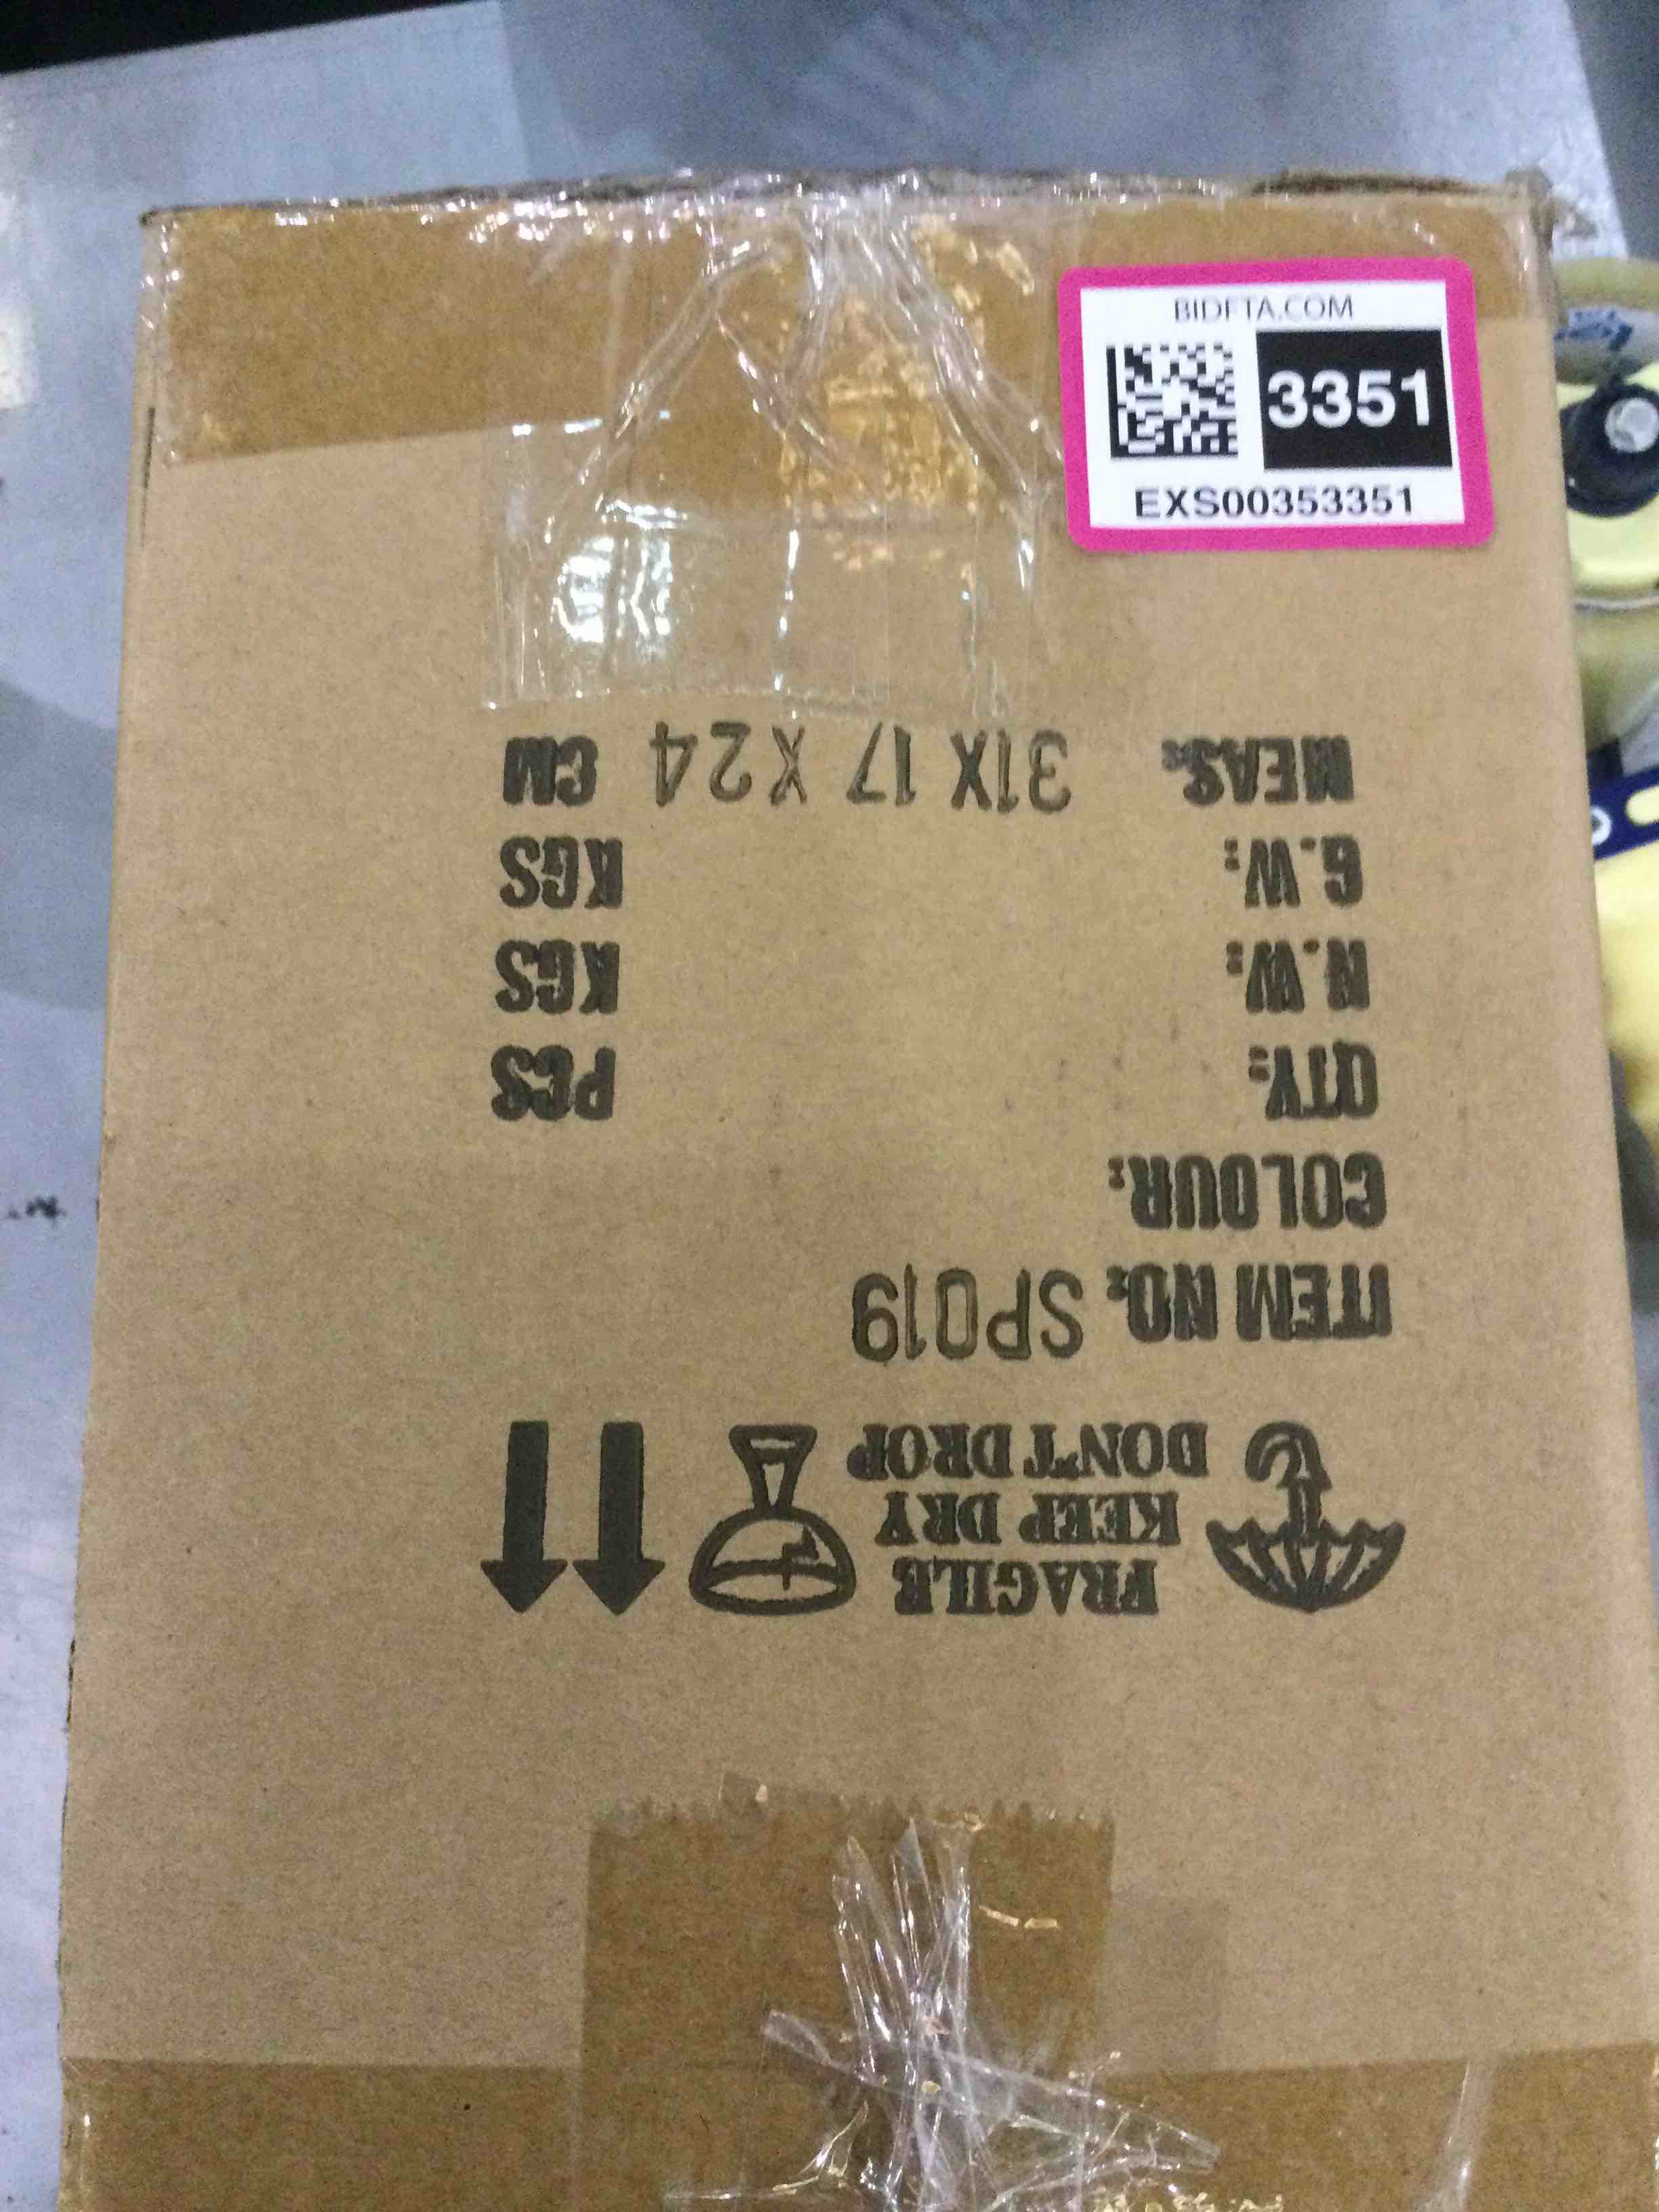 BIDFTA.COM
3351
EXS00353351
FRAGILE
KEEP DRY
DON'T DROP
ITEM NO. SP019
COLOUR:
QTY: PCS
N.W: KGS
G.W: KGS
MEAS. 31X 17 X 24 CM